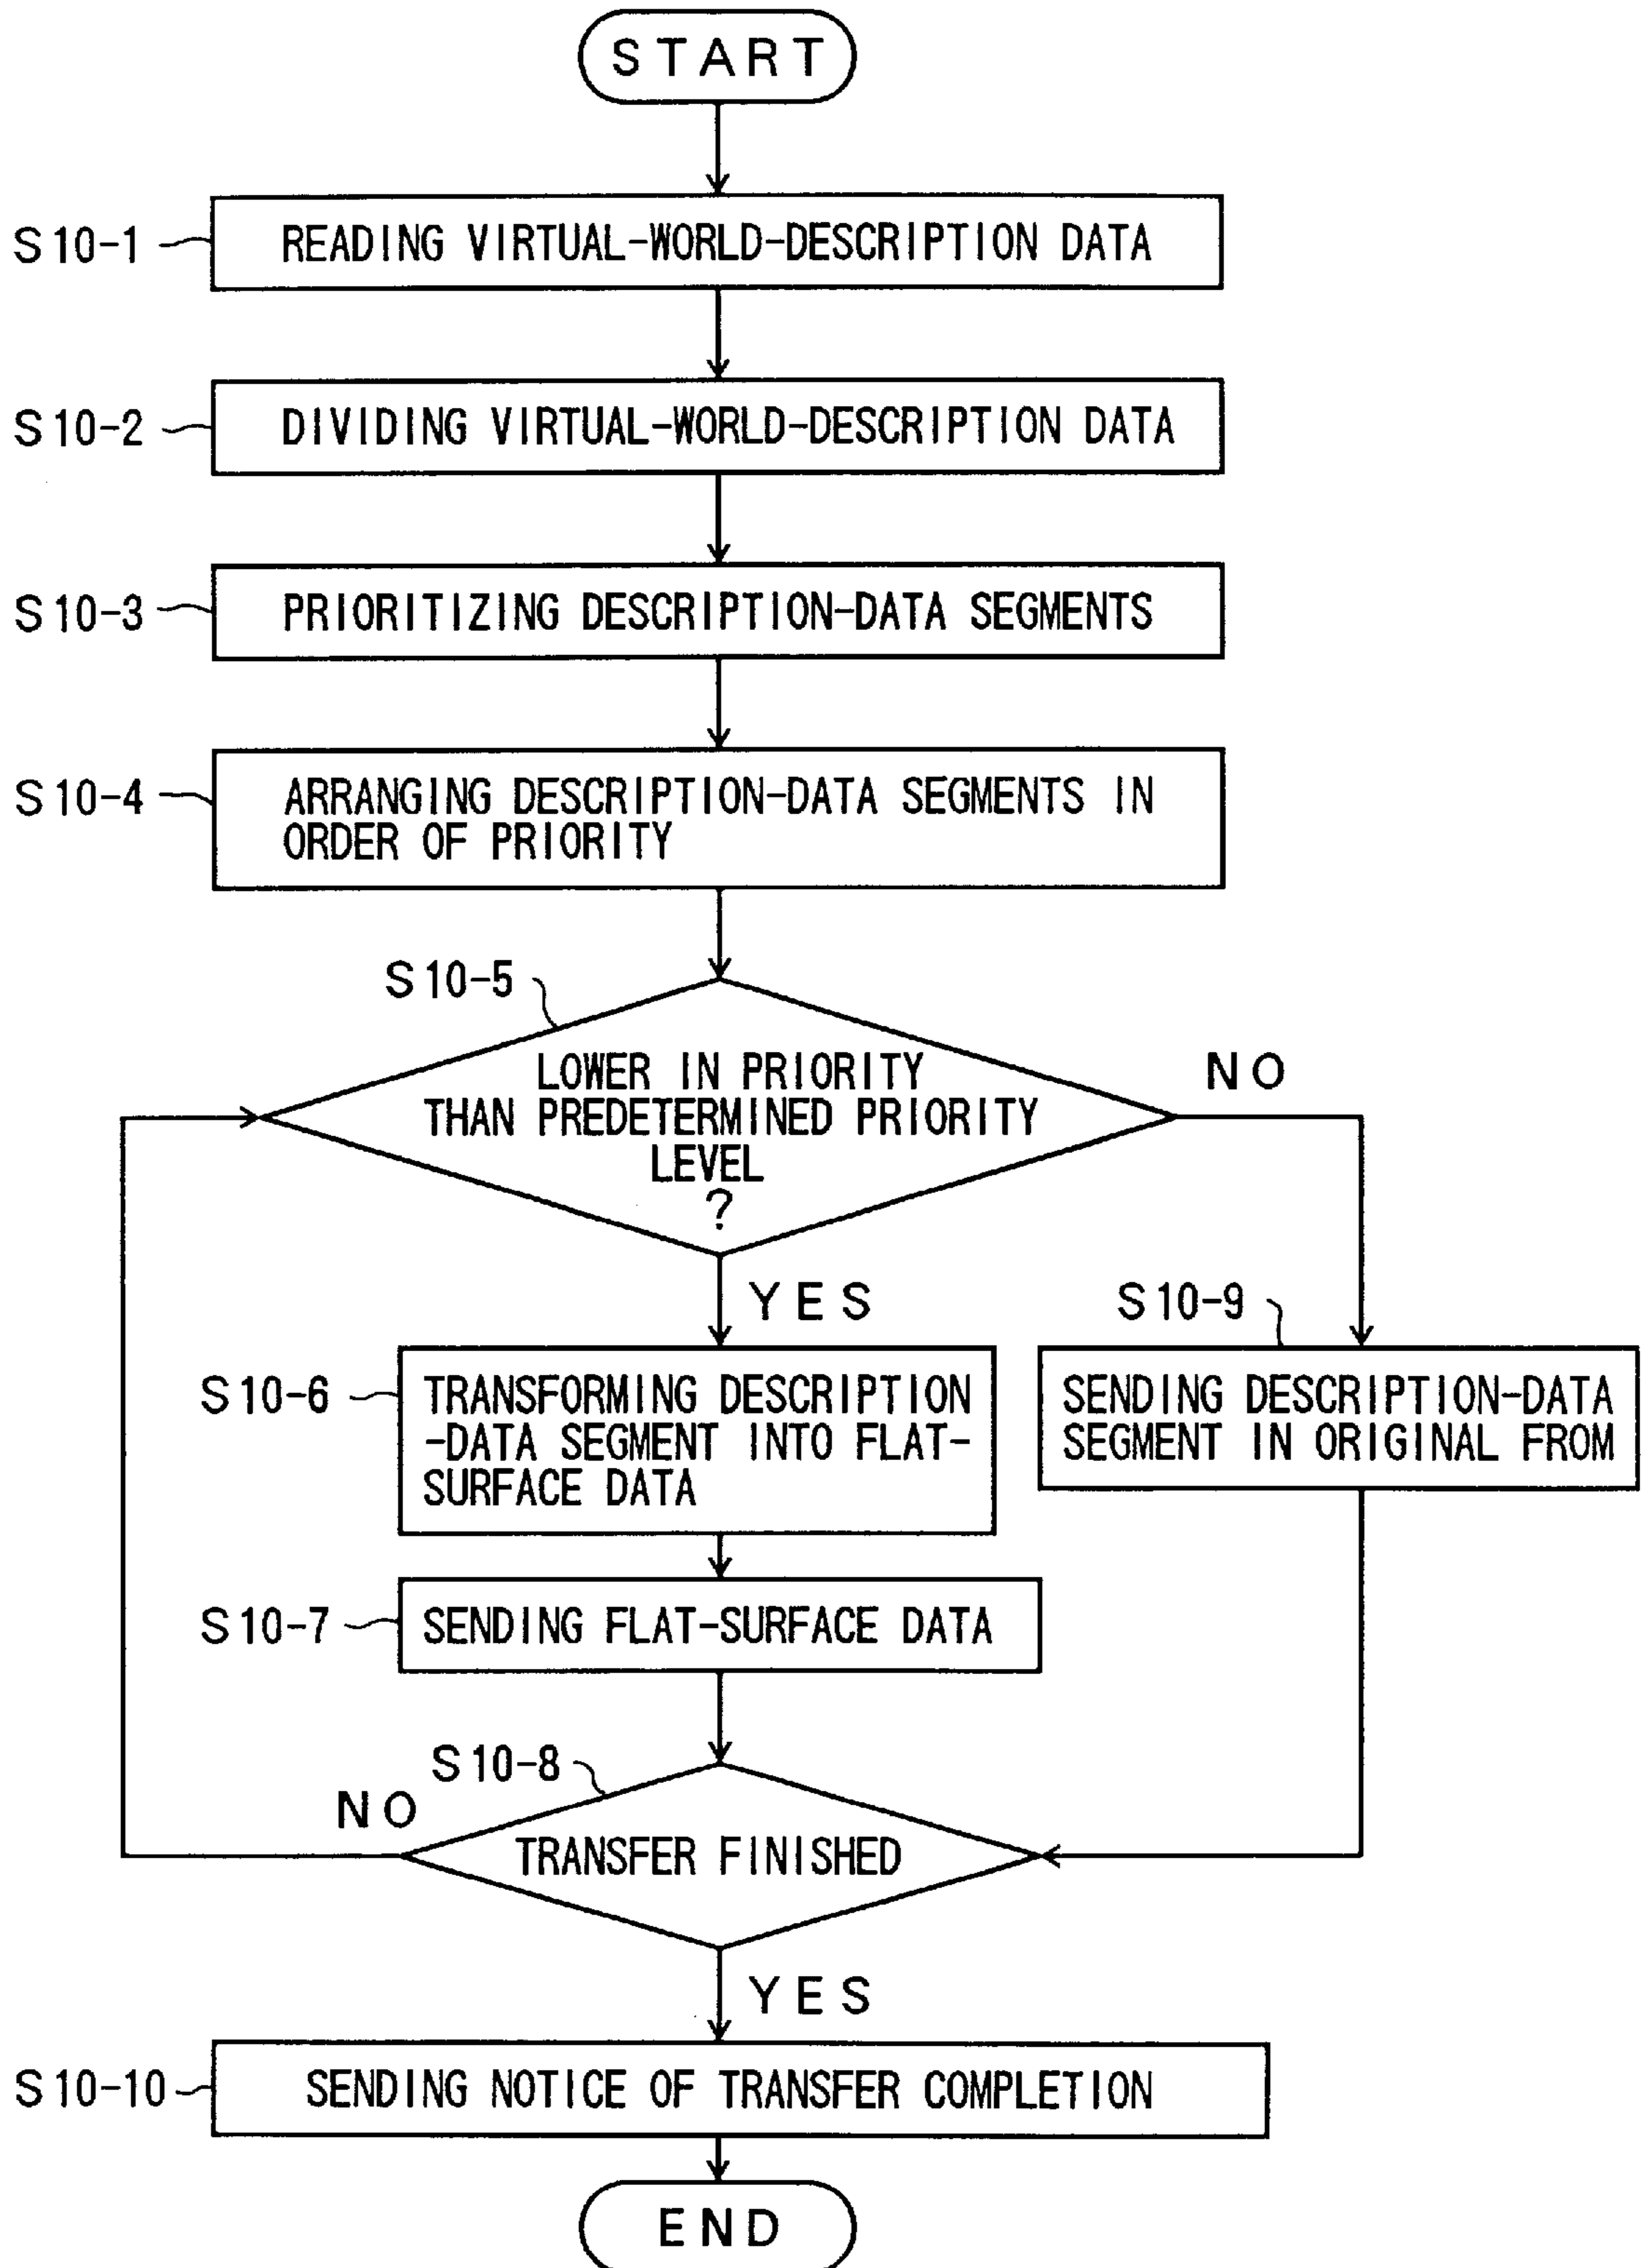 START
S10-1
READING VIRTUAL-WORLD-DESCRIPTION DATA
S10-2
DIVIDING VIRTUAL-WORLD-DESCRIPTION DATA
S10-3
PRIORITIZING DESCRIPTION-DATA SEGMENTS
S10-4
ARRANGING DESCRIPTION-DATA SEGMENTS IN
ORDER OF PRIORITY
S10-5
LOWER IN PRIORITY
THAN PREDETERMINED PRIORITY
LEVEL
?
NO
YES
S10-6
TRANSFORMING DESCRIPTION
-DATA SEGMENT INTO FLAT-
SURFACE DATA
S10-9
SENDING DESCRIPTION-DATA
SEGMENT IN ORIGINAL FROM
S10-7
SENDING FLAT-SURFACE DATA
S10-8
NO
TRANSFER FINISHED
YES
S10-10
SENDING NOTICE OF TRANSFER COMPLETION
END